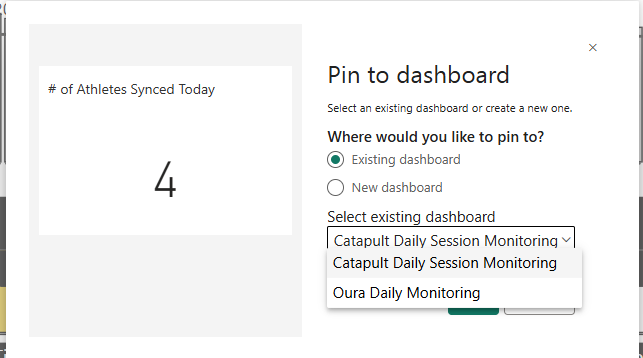 # of Athletes Synced Today
4
Pin to dashboard
Select an existing dashboard or create a new one.
Where would you like to pin to?
Existing dashboard
New dashboard
Select existing dashboard
Catapult Daily Session Monitoring
Catapult Daily Session Monitoring
Oura Daily Monitoring